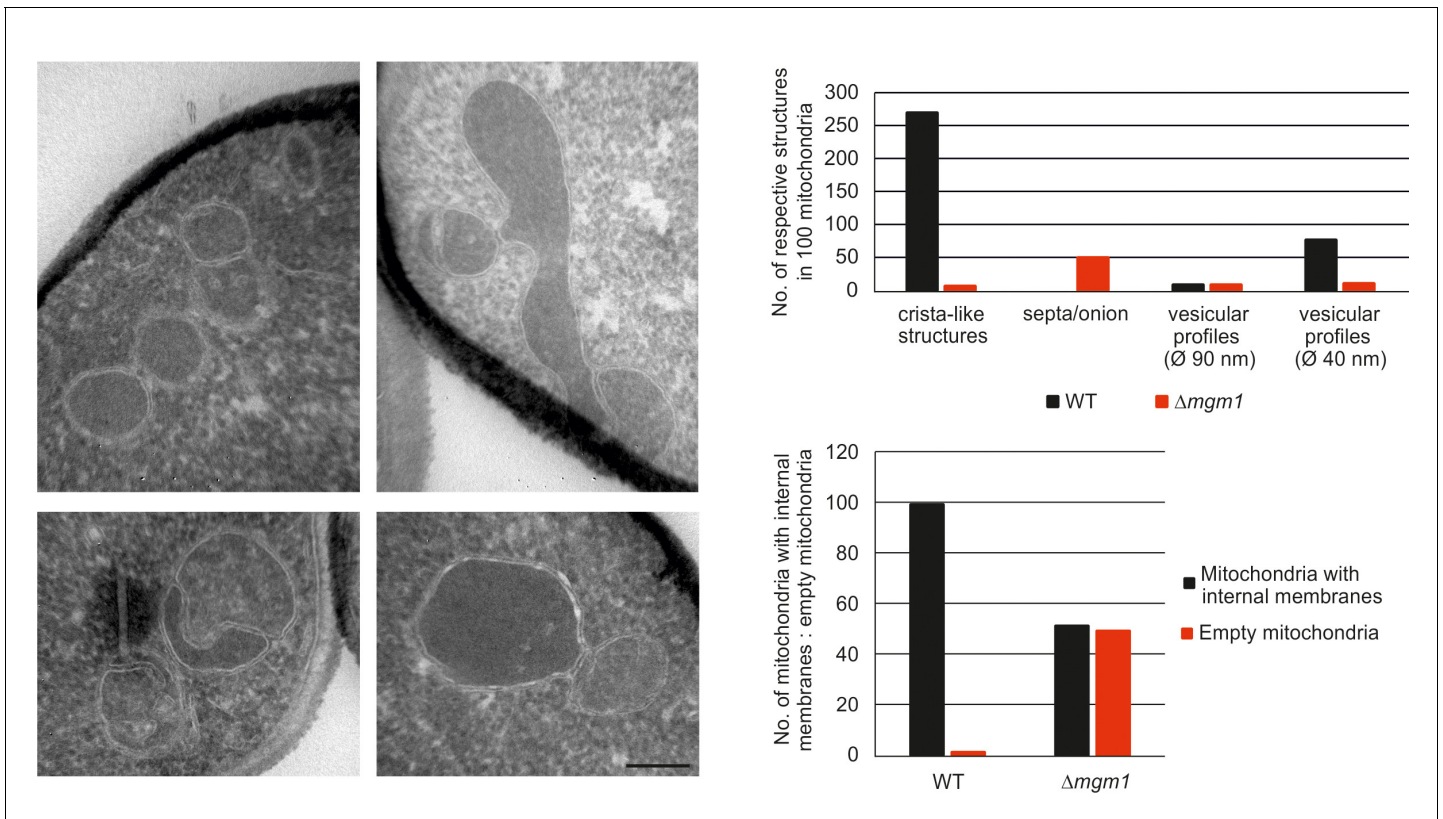 No. of respective structures
in 100 mitochondria
300
250
200
150
100
50
0
crista-like
structures
septa/onion
vesicular
profiles
(Ø 90 nm)
vesicular
profiles
(Ø 40 nm)
WT
Δmgm1
No. of mitochondria with internal
membranes : empty mitochondria
120
100
80
60
40
20
0
WT
Δmgm1
Mitochondria with
internal membranes
Empty mitochondria